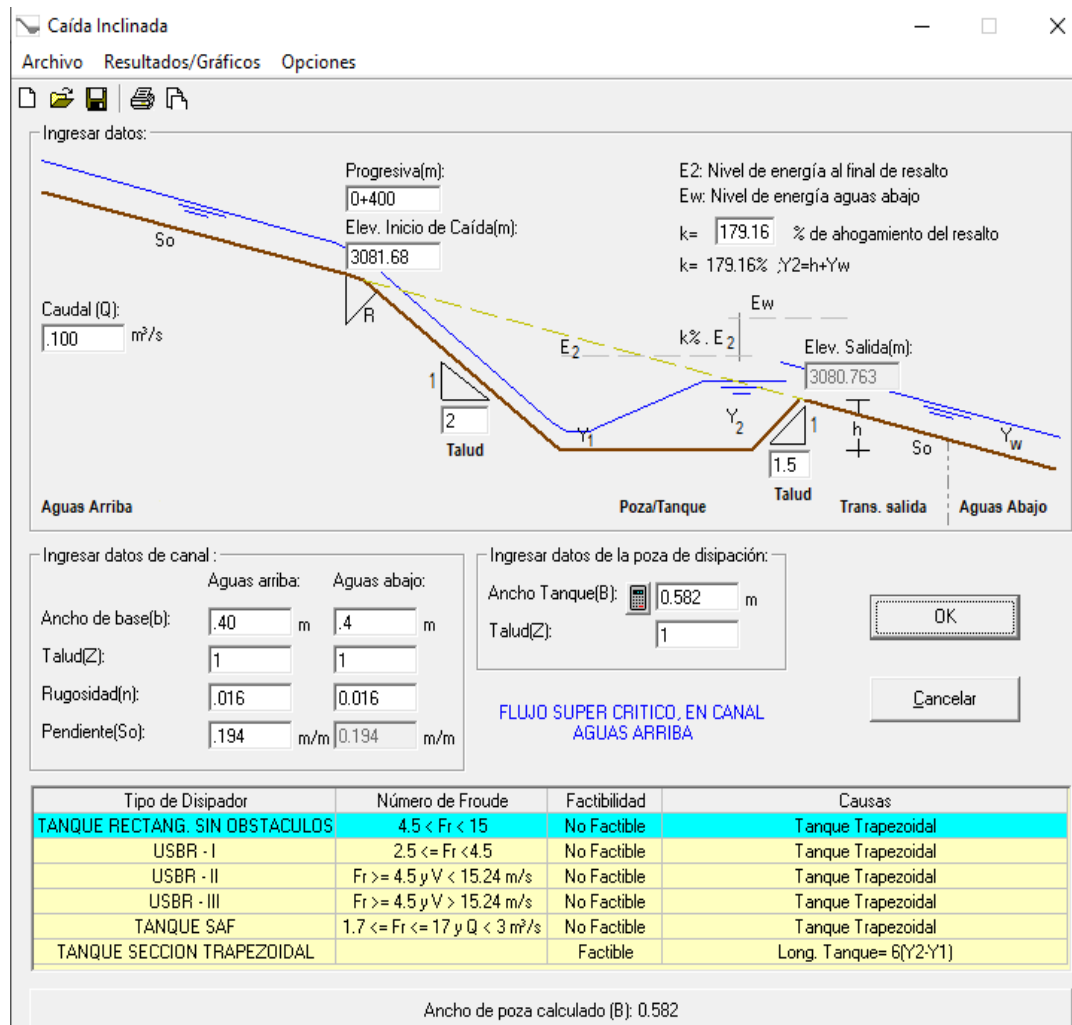 Caída Inclinada
Archivo Resultados/Gráficos Opciones
Ingresar datos:
Progresiva(m):
0+400
Elev. Inicio de Caída(m):
3081.68
E2: Nivel de energía al final de resalto
Ew: Nivel de energía aguas abajo
k= 179.16 % de ahogamiento del resalto
k= 179.16% ;Y2=h+Yw
So
R
Caudal (Q):
.100 m³/s
Ew
E2
k% . E2
Elev. Salida(m):
3080.763
1
2
Talud
Y1
Y2
1
1.5
Talud
h
So
Yw
Aguas Arriba
Poza/Tanque
Trans. salida
Aguas Abajo
Ingresar datos de canal :
Aguas arriba: Aguas abajo:
Ancho de base(b): .40 m .4 m
Talud(Z): 1 1
Rugosidad(n): .016 0.016
Pendiente(So): .194 m/m 0.194 m/m
Ingresar datos de la poza de disipación:
Ancho Tanque(B): 0.582 m
Talud(Z): 1
FLUJO SUPER CRITICO, EN CANAL
AGUAS ARRIBA
OK
Cancelar
Tipo de Disipador Número de Froude Factibilidad Causas
TANQUE RECTANG. SIN OBSTACULOS 4.5 < Fr < 15 No Factible Tanque Trapezoidal
USBR - I 2.5 <= Fr <4.5 No Factible Tanque Trapezoidal
USBR - II Fr >= 4.5 y V < 15.24 m/s No Factible Tanque Trapezoidal
USBR - III Fr >= 4.5 y V > 15.24 m/s No Factible Tanque Trapezoidal
TANQUE SAF 1.7 <= Fr <= 17 y Q < 3 m³/s No Factible Tanque Trapezoidal
TANQUE SECCION TRAPEZOIDAL Factible Long. Tanque= 6(Y2-Y1)
Ancho de poza calculado (B): 0.582